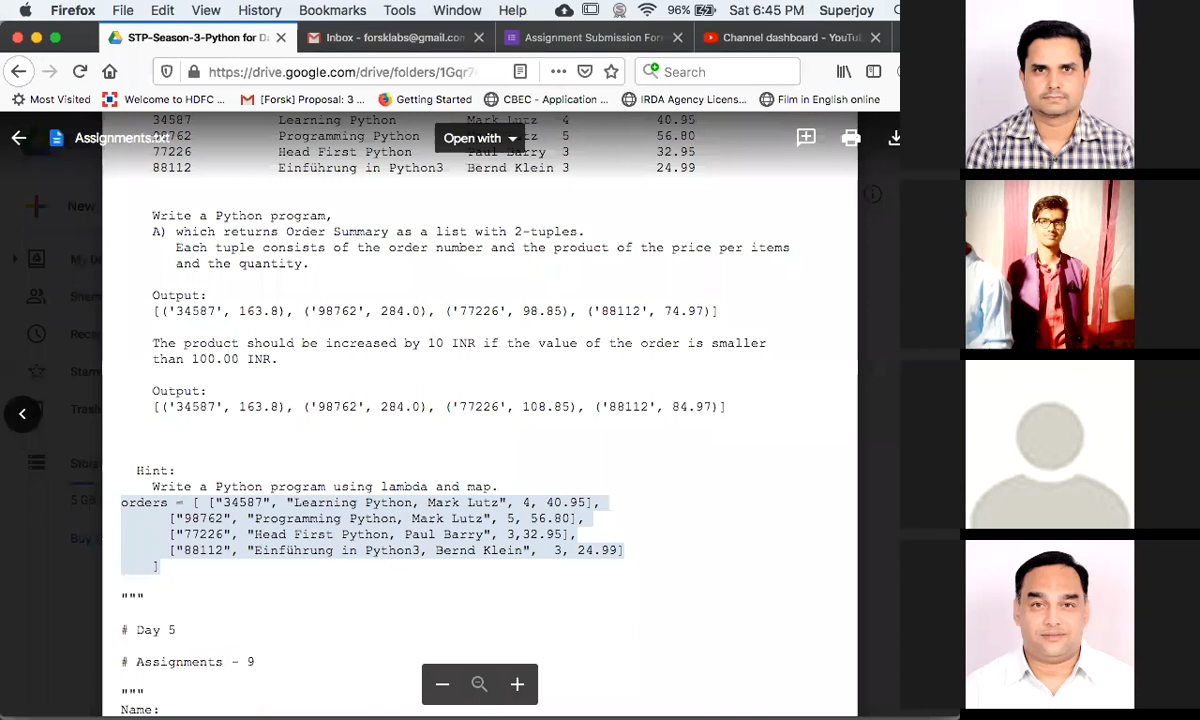 Firefox File Edit View History Bookmarks Tools Window Help 96% Sat 6:45 PM Superjoy
STP-Season-3-Python for D
Inbox - forsklabs@gmail.com
Assignment Submission For
Channel dashboard - YouTu
https://drive.google.com/drive/folders/1Gqr7
Search
Most Visited Welcome to HDFC ... [Forsk] Proposal: 3 ... Getting Started CBEC - Application ... IRDA Agency Licens... Film in English online
34587 Learning Python Mark Lutz 4 40.95
Assignments.txt
Open with
Programming Python 5 56.80
77226 Head First Python Paul Barry 3 32.95
88112 Einführung in Python3 Bernd Klein 3 24.99
New
Write a Python program,
A) which returns Order Summary as a list with 2-tuples.
Each tuple consists of the order number and the product of the price per items
and the quantity.
Output:
[('34587', 163.8), ('98762', 284.0), ('77226', 98.85), ('88112', 74.97)]
The product should be increased by 10 INR if the value of the order is smaller
than 100.00 INR.
Output:
[('34587', 163.8), ('98762', 284.0), ('77226', 108.85), ('88112', 84.97)]
Hint:
Write a Python program using lambda and map.
orders = [ ["34587", "Learning Python, Mark Lutz", 4, 40.95],
["98762", "Programming Python, Mark Lutz", 5, 56.80],
["77226", "Head First Python, Paul Barry", 3,32.95],
["88112", "Einführung in Python3, Bernd Klein", 3, 24.99]
]
"""
# Day 5
# Assignments - 9
"""
Name: